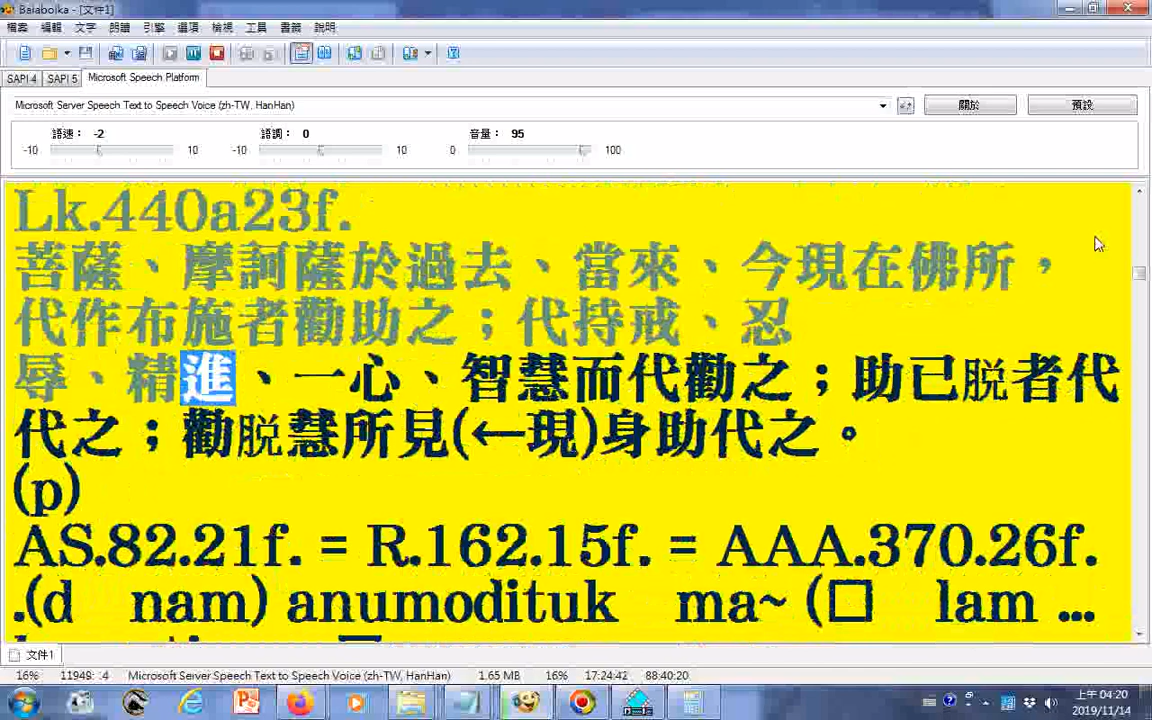 Balabolka - [文件1]
檔案 編輯 文字 朗讀 引擎 選項 檢視 工具 書籤 說明
SAPI 4 SAPI 5 Microsoft Speech Platform
Microsoft Server Speech Text to Speech Voice (zh-TW, HanHan) 關於 預設
語速: -2 語調: 0 音量: 95
-10 10 -10 10 0 100
Lk.440a23f.
菩薩、摩訶薩於過去、當來、今現在佛所，
代作布施者勸助之；代持戒、忍
辱、精進、一心、智慧而代勸之；助已脱者代
代之；勸脱慧所見(←現)身助代之。
(p)
AS.82.21f. = R.162.15f. = AAA.370.26f.
.(d nam) anumodituk ma~ (□ lam ...
文件1
16% 11948: :4 Microsoft Server Speech Text to Speech Voice (zh-TW, HanHan) 1.65 MB 16% 17:24:42 88:40:20
上午 04:20
2019/11/14